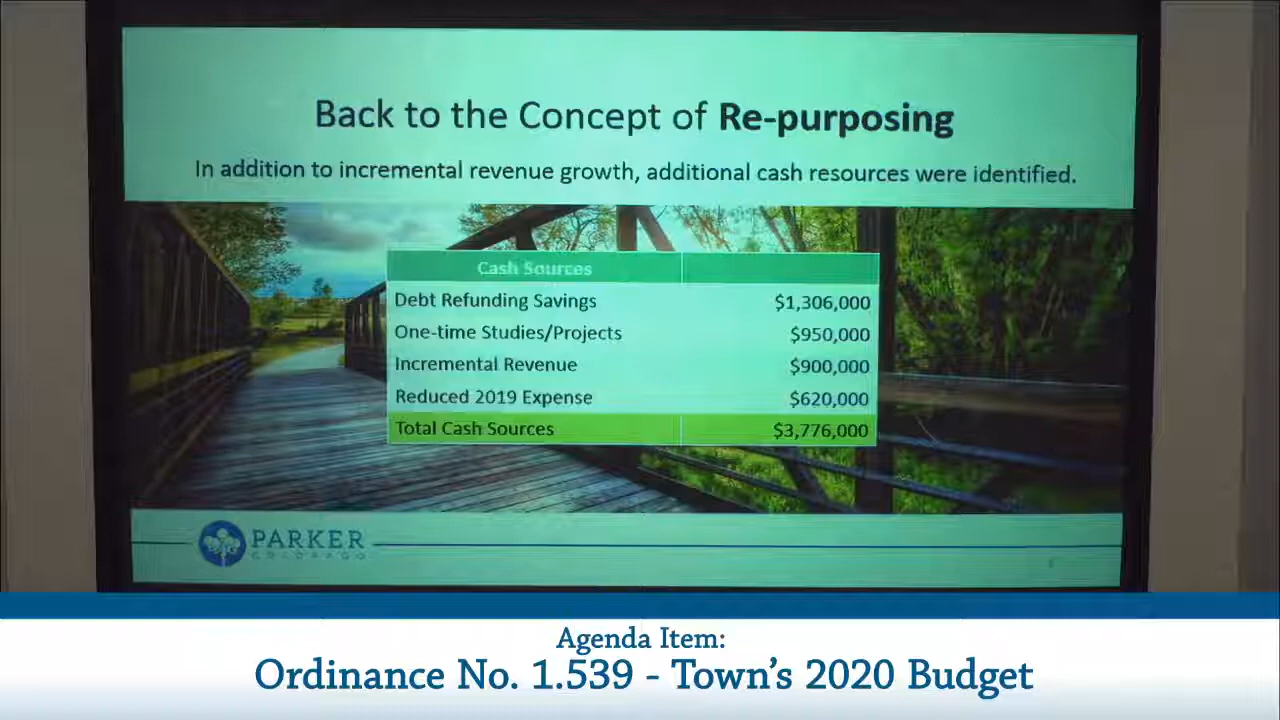 Back to the Concept of Re-purposing
In addition to incremental revenue growth, additional cash resources were identified.
Cash Sources
Debt Refunding Savings $1,306,000
One-time Studies/Projects $950,000
Incremental Revenue $900,000
Reduced 2019 Expense $620,000
Total Cash Sources $3,776,000
PARKER
COLORADO
Agenda Item:
Ordinance No. 1.539 - Town's 2020 Budget